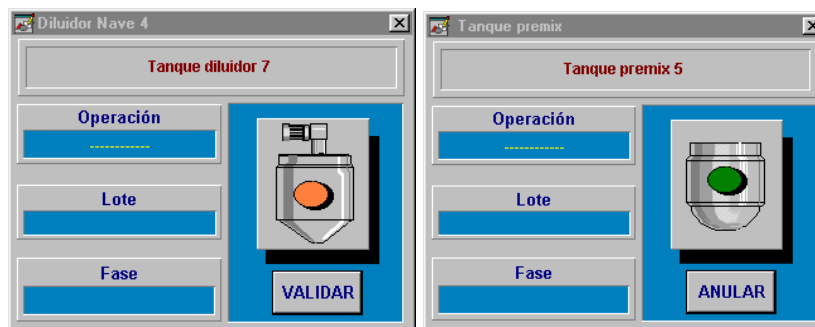 Diluidor Nave 4
Tanque diluidor 7
Operación
------------
Lote
Fase
VALIDAR
Tanque premix
Tanque premix 5
Operación
------------
Lote
Fase
ANULAR